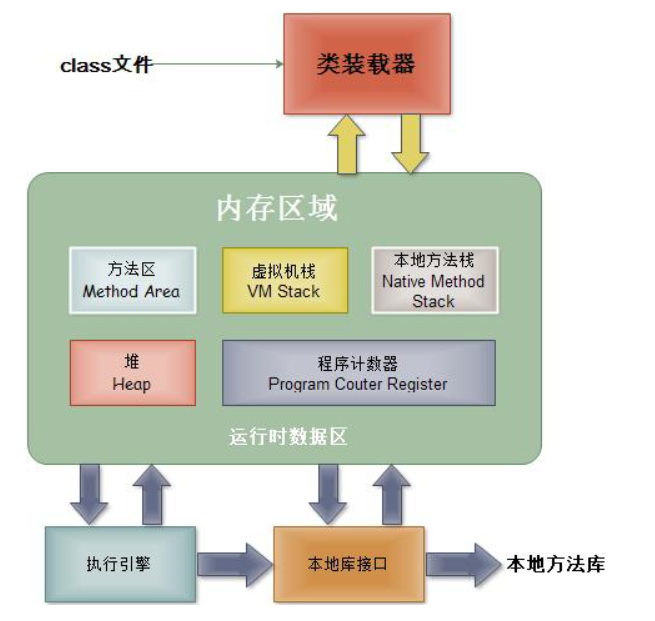 class文件
类装载器
内存区域
方法区
Method Area
虚拟机栈
VM Stack
本地方法栈
Native Method
Stack
堆
Heap
程序计数器
Program Couter Register
运行时数据区
执行引擎
本地库接口
本地方法库